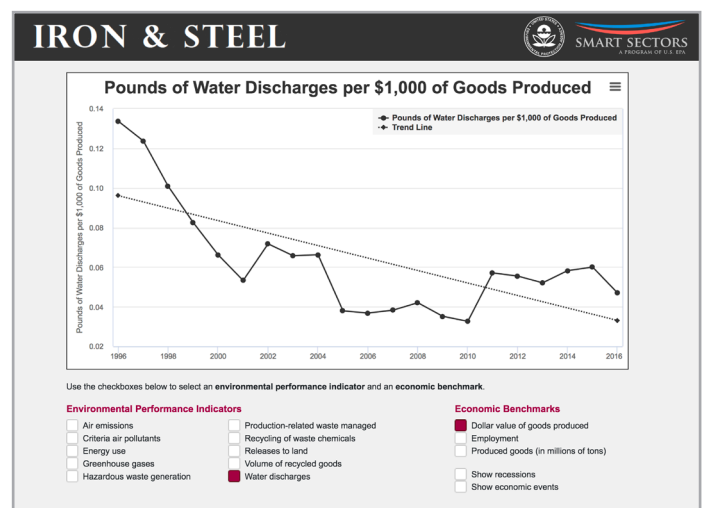 IRON & STEEL
SMART SECTORS
A PROGRAM OF U.S. EPA
Pounds of Water Discharges per $1,000 of Goods Produced
Pounds of Water Discharges per $1,000 of Goods Produced
Trend Line
Pounds of Water Discharges per $1,000 of Goods Produced
0.14
0.12
0.10
0.08
0.06
0.04
0.02
1996 1998 2000 2002 2004 2006 2008 2010 2012 2014 2016
Use the checkboxes below to select an environmental performance indicator and an economic benchmark.
Environmental Performance Indicators
Air emissions
Criteria air pollutants
Energy use
Greenhouse gases
Hazardous waste generation
Production-related waste managed
Recycling of waste chemicals
Releases to land
Volume of recycled goods
Water discharges
Economic Benchmarks
Dollar value of goods produced
Employment
Produced goods (in millions of tons)
Show recessions
Show economic events